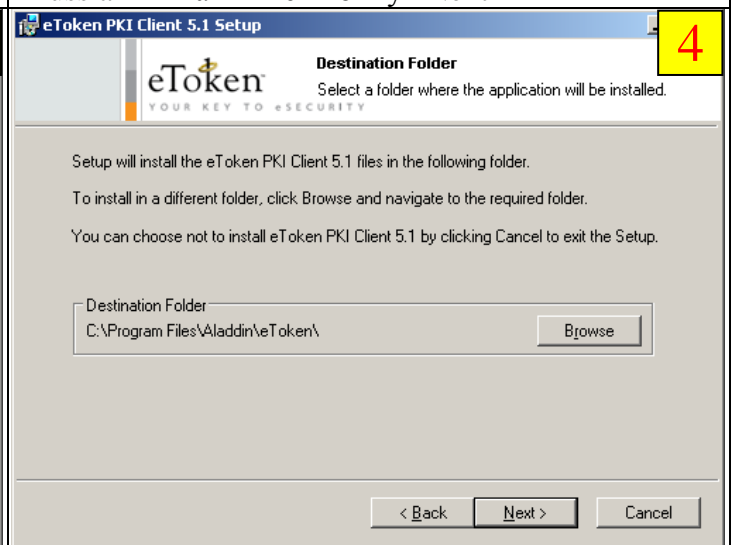 eToken PKI Client 5.1 Setup
4
eToken
YOUR KEY TO eSECURITY
Destination Folder
Select a folder where the application will be installed.
Setup will install the eToken PKI Client 5.1 files in the following folder.
To install in a different folder, click Browse and navigate to the required folder.
You can choose not to install eToken PKI Client 5.1 by clicking Cancel to exit the Setup.
Destination Folder
C:\Program Files\Aladdin\eToken\
Browse
< Back
Next >
Cancel